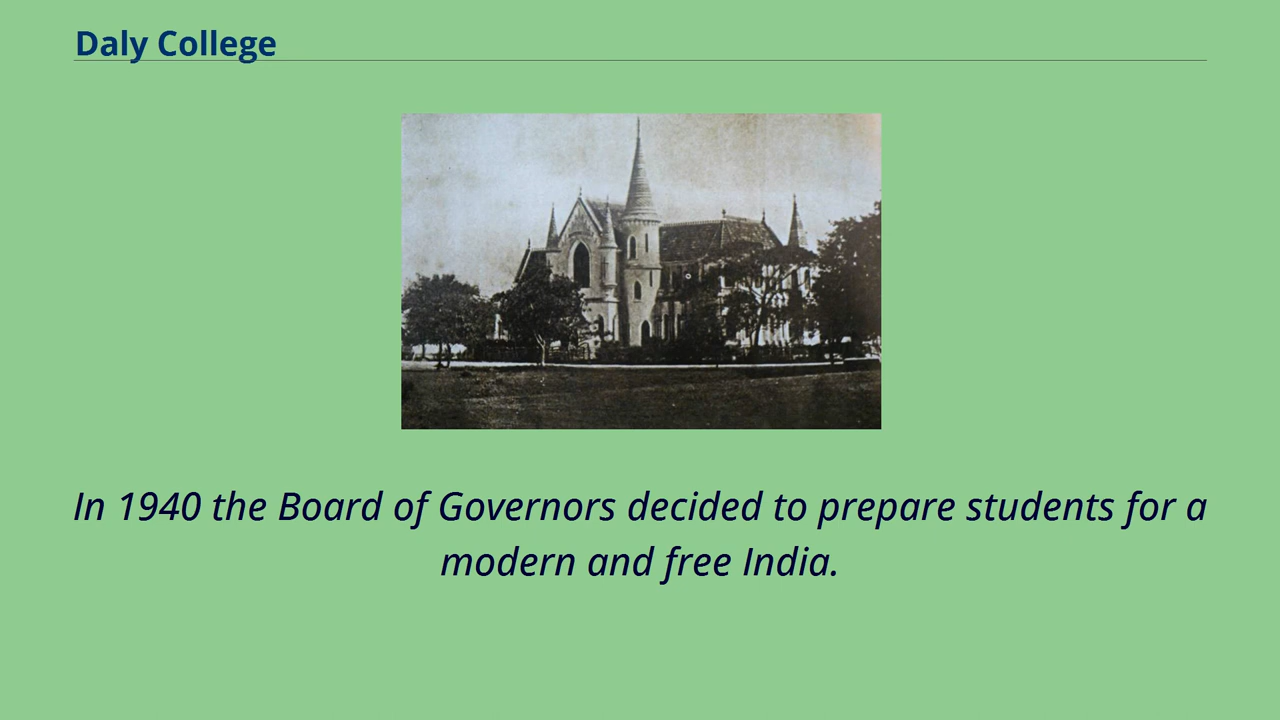 Daly College
In 1940 the Board of Governors decided to prepare students for a
modern and free India.